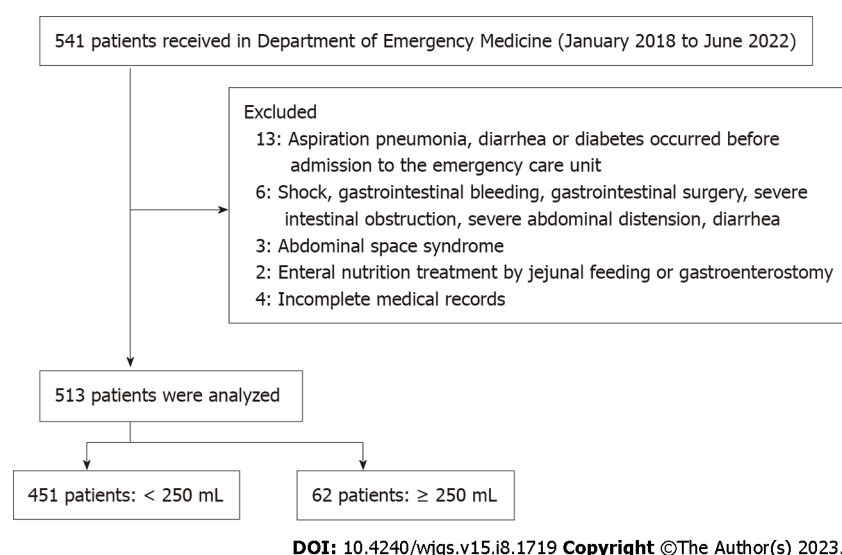 541 patients received in Department of Emergency Medicine (January 2018 to June 2022)
Excluded
13: Aspiration pneumonia, diarrhea or diabetes occurred before
admission to the emergency care unit
6: Shock, gastrointestinal bleeding, gastrointestinal surgery, severe
intestinal obstruction, severe abdominal distension, diarrhea
3: Abdominal space syndrome
2: Enteral nutrition treatment by jejunal feeding or gastroenterostomy
4: Incomplete medical records
513 patients were analyzed
451 patients: < 250 mL
62 patients: ≥ 250 mL
DOI: 10.4240/wjgs.v15.i8.1719 Copyright ©The Author(s) 2023.